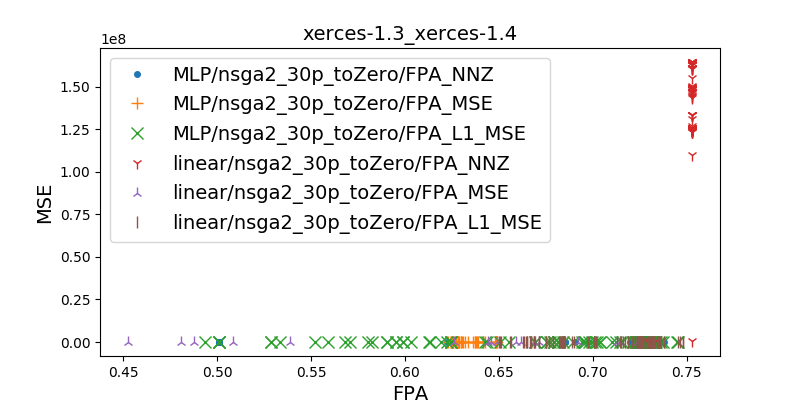 xerces-1.3_xerces-1.4
1e8
MLP/nsga2_30p_toZero/FPA_NNZ
MLP/nsga2_30p_toZero/FPA_MSE
MLP/nsga2_30p_toZero/FPA_L1_MSE
linear/nsga2_30p_toZero/FPA_NNZ
linear/nsga2_30p_toZero/FPA_MSE
linear/nsga2_30p_toZero/FPA_L1_MSE
MSE
1.50
1.25
1.00
0.75
0.50
0.25
0.00
0.45 0.50 0.55 0.60 0.65 0.70 0.75
FPA